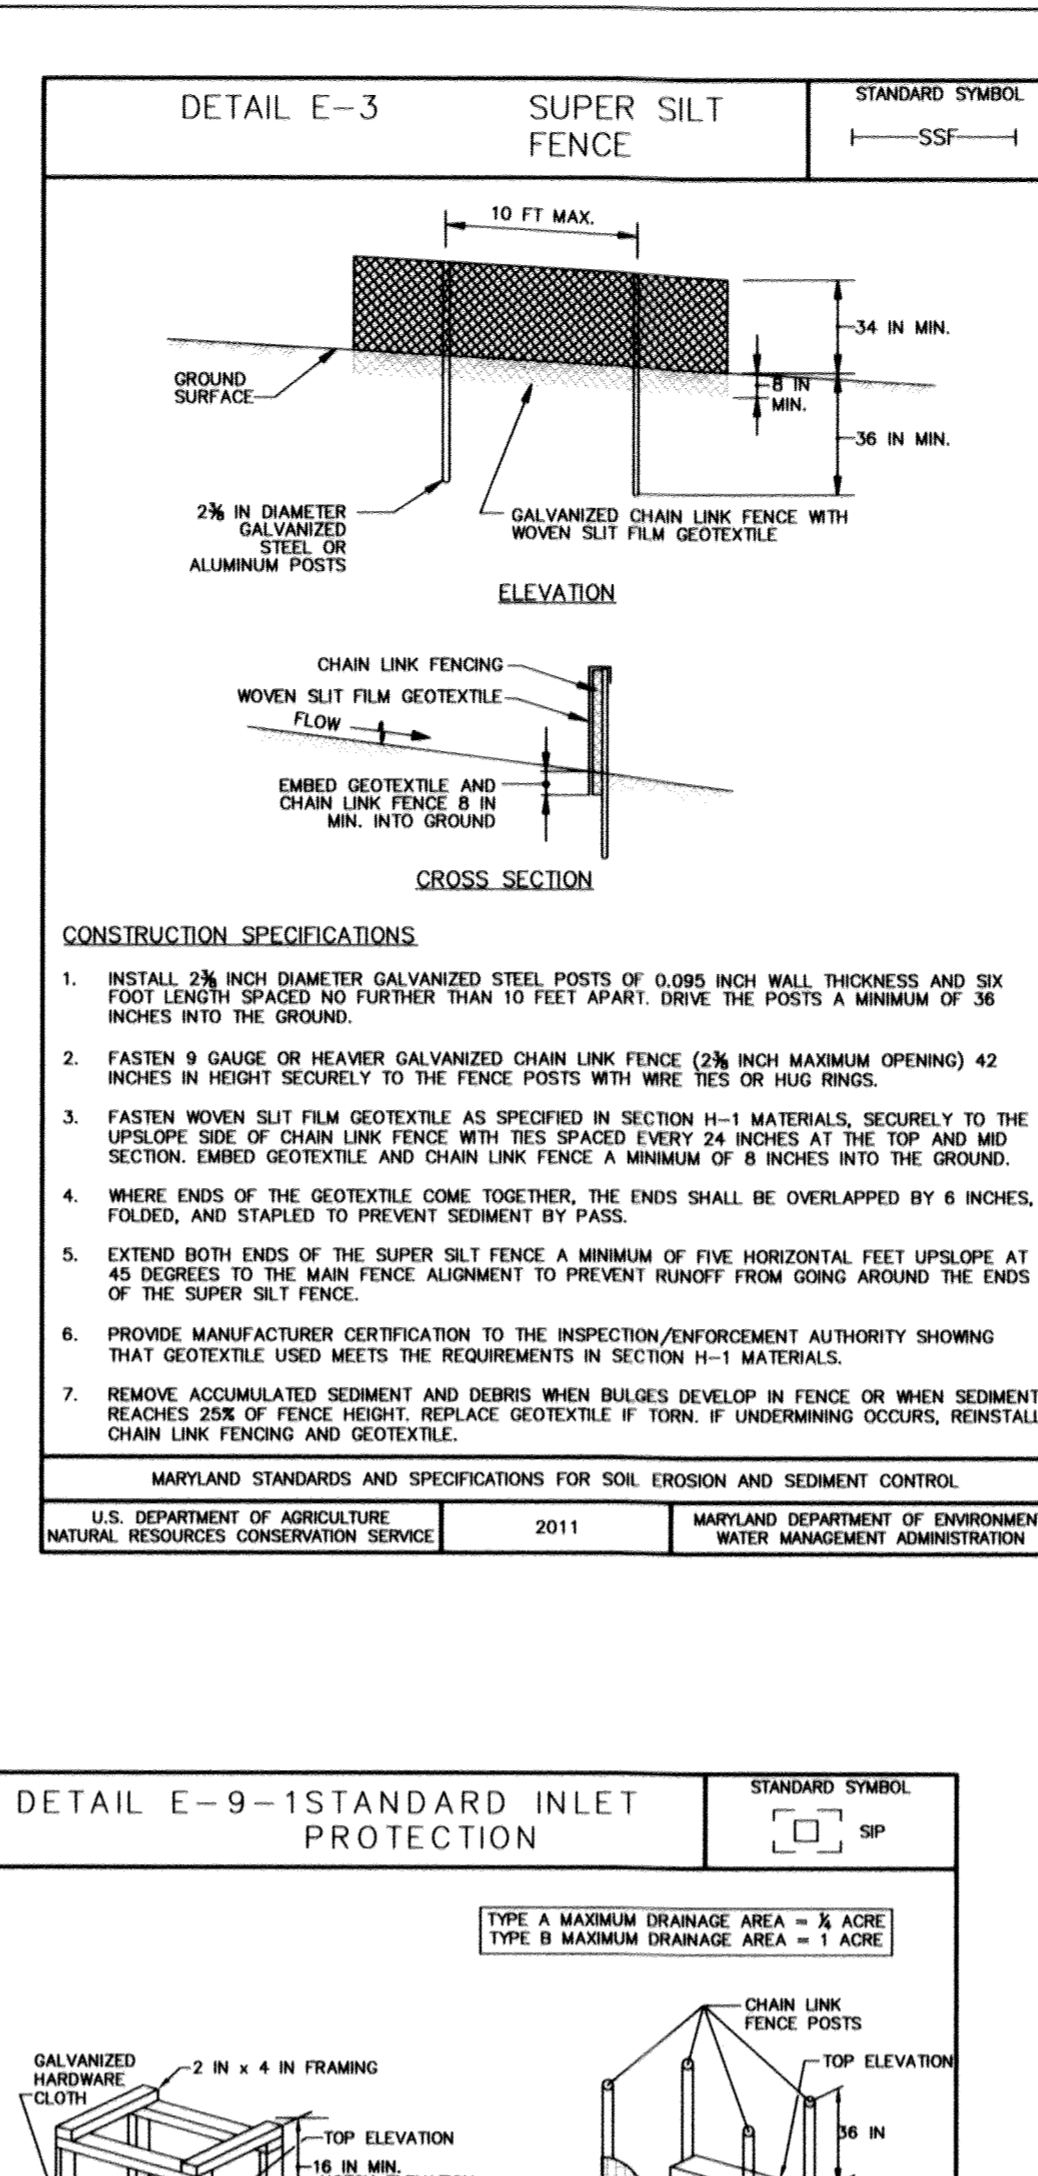 DETAIL E-3
SUPER SILT
FENCE
STANDARD SYMBOL
SSF
10 FT MAX.
34 IN MIN.
GROUND
SURFACE
8 IN
MIN.
36 IN MIN.
2⅜ IN DIAMETER
GALVANIZED
STEEL OR
ALUMINUM POSTS
GALVANIZED CHAIN LINK FENCE WITH
WOVEN SLIT FILM GEOTEXTILE
ELEVATION
CHAIN LINK FENCING
WOVEN SLIT FILM GEOTEXTILE
FLOW
EMBED GEOTEXTILE AND
CHAIN LINK FENCE 8 IN
MIN. INTO GROUND
CROSS SECTION
CONSTRUCTION SPECIFICATIONS
1. INSTALL 2⅜ INCH DIAMETER GALVANIZED STEEL POSTS OF 0.095 INCH WALL THICKNESS AND SIX
FOOT LENGTH SPACED NO FURTHER THAN 10 FEET APART. DRIVE THE POSTS A MINIMUM OF 36
INCHES INTO THE GROUND.
2. FASTEN 9 GAUGE OR HEAVIER GALVANIZED CHAIN LINK FENCE (2⅜ INCH MAXIMUM OPENING) 42
INCHES IN HEIGHT SECURELY TO THE FENCE POSTS WITH WIRE TIES OR HUG RINGS.
3. FASTEN WOVEN SLIT FILM GEOTEXTILE AS SPECIFIED IN SECTION H-1 MATERIALS, SECURELY TO THE
UPSLOPE SIDE OF CHAIN LINK FENCE WITH TIES SPACED EVERY 24 INCHES AT THE TOP AND MID
SECTION. EMBED GEOTEXTILE AND CHAIN LINK FENCE A MINIMUM OF 8 INCHES INTO THE GROUND.
4. WHERE ENDS OF THE GEOTEXTILE COME TOGETHER, THE ENDS SHALL BE OVERLAPPED BY 6 INCHES,
FOLDED, AND STAPLED TO PREVENT SEDIMENT BY PASS.
5. EXTEND BOTH ENDS OF THE SUPER SILT FENCE A MINIMUM OF FIVE HORIZONTAL FEET UPSLOPE AT
45 DEGREES TO THE MAIN FENCE ALIGNMENT TO PREVENT RUNOFF FROM GOING AROUND THE ENDS
OF THE SUPER SILT FENCE.
6. PROVIDE MANUFACTURER CERTIFICATION TO THE INSPECTION/ENFORCEMENT AUTHORITY SHOWING
THAT GEOTEXTILE USED MEETS THE REQUIREMENTS IN SECTION H-1 MATERIALS.
7. REMOVE ACCUMULATED SEDIMENT AND DEBRIS WHEN BULGES DEVELOP IN FENCE OR WHEN SEDIMENT
REACHES 25% OF FENCE HEIGHT. REPLACE GEOTEXTILE IF TORN. IF UNDERMINING OCCURS, REINSTALL
CHAIN LINK FENCING AND GEOTEXTILE.
MARYLAND STANDARDS AND SPECIFICATIONS FOR SOIL EROSION AND SEDIMENT CONTROL
U.S. DEPARTMENT OF AGRICULTURE
NATURAL RESOURCES CONSERVATION SERVICE
2011
MARYLAND DEPARTMENT OF ENVIRONMEN
WATER MANAGEMENT ADMINISTRATION
DETAIL E-9-1STANDARD INLET
PROTECTION
STANDARD SYMBOL
SIP
TYPE A MAXIMUM DRAINAGE AREA = ¼ ACRE
TYPE B MAXIMUM DRAINAGE AREA = 1 ACRE
CHAIN LINK
FENCE POSTS
GALVANIZED
HARDWARE
CLOTH
2 IN x 4 IN FRAMING
TOP ELEVATION
36 IN
TOP ELEVATION
16 IN MIN.